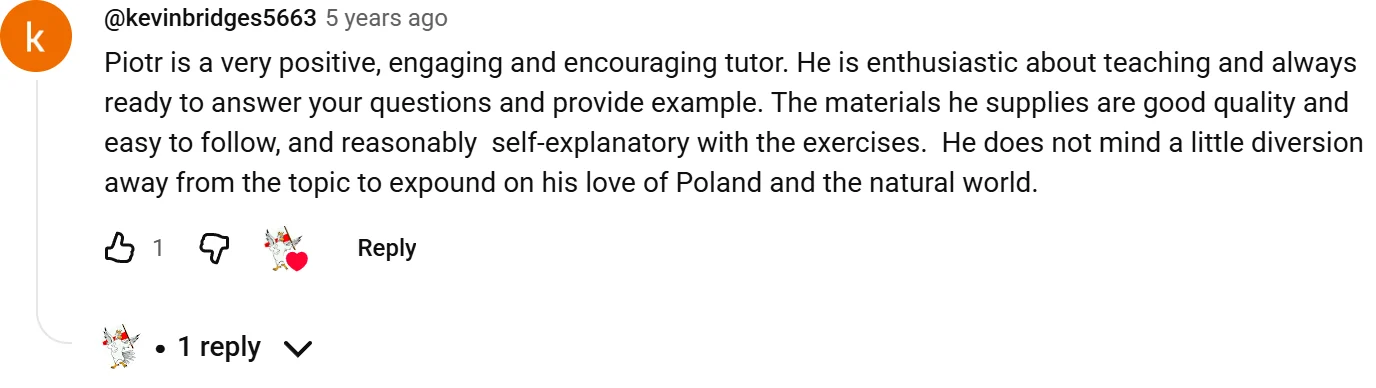 k
@kevinbridges5663 5 years ago
Piotr is a very positive, engaging and encouraging tutor. He is enthusiastic about teaching and always
ready to answer your questions and provide example. The materials he supplies are good quality and
easy to follow, and reasonably  self-explanatory with the exercises.  He does not mind a little diversion
away from the topic to expound on his love of Poland and the natural world.
1 Reply
• 1 reply